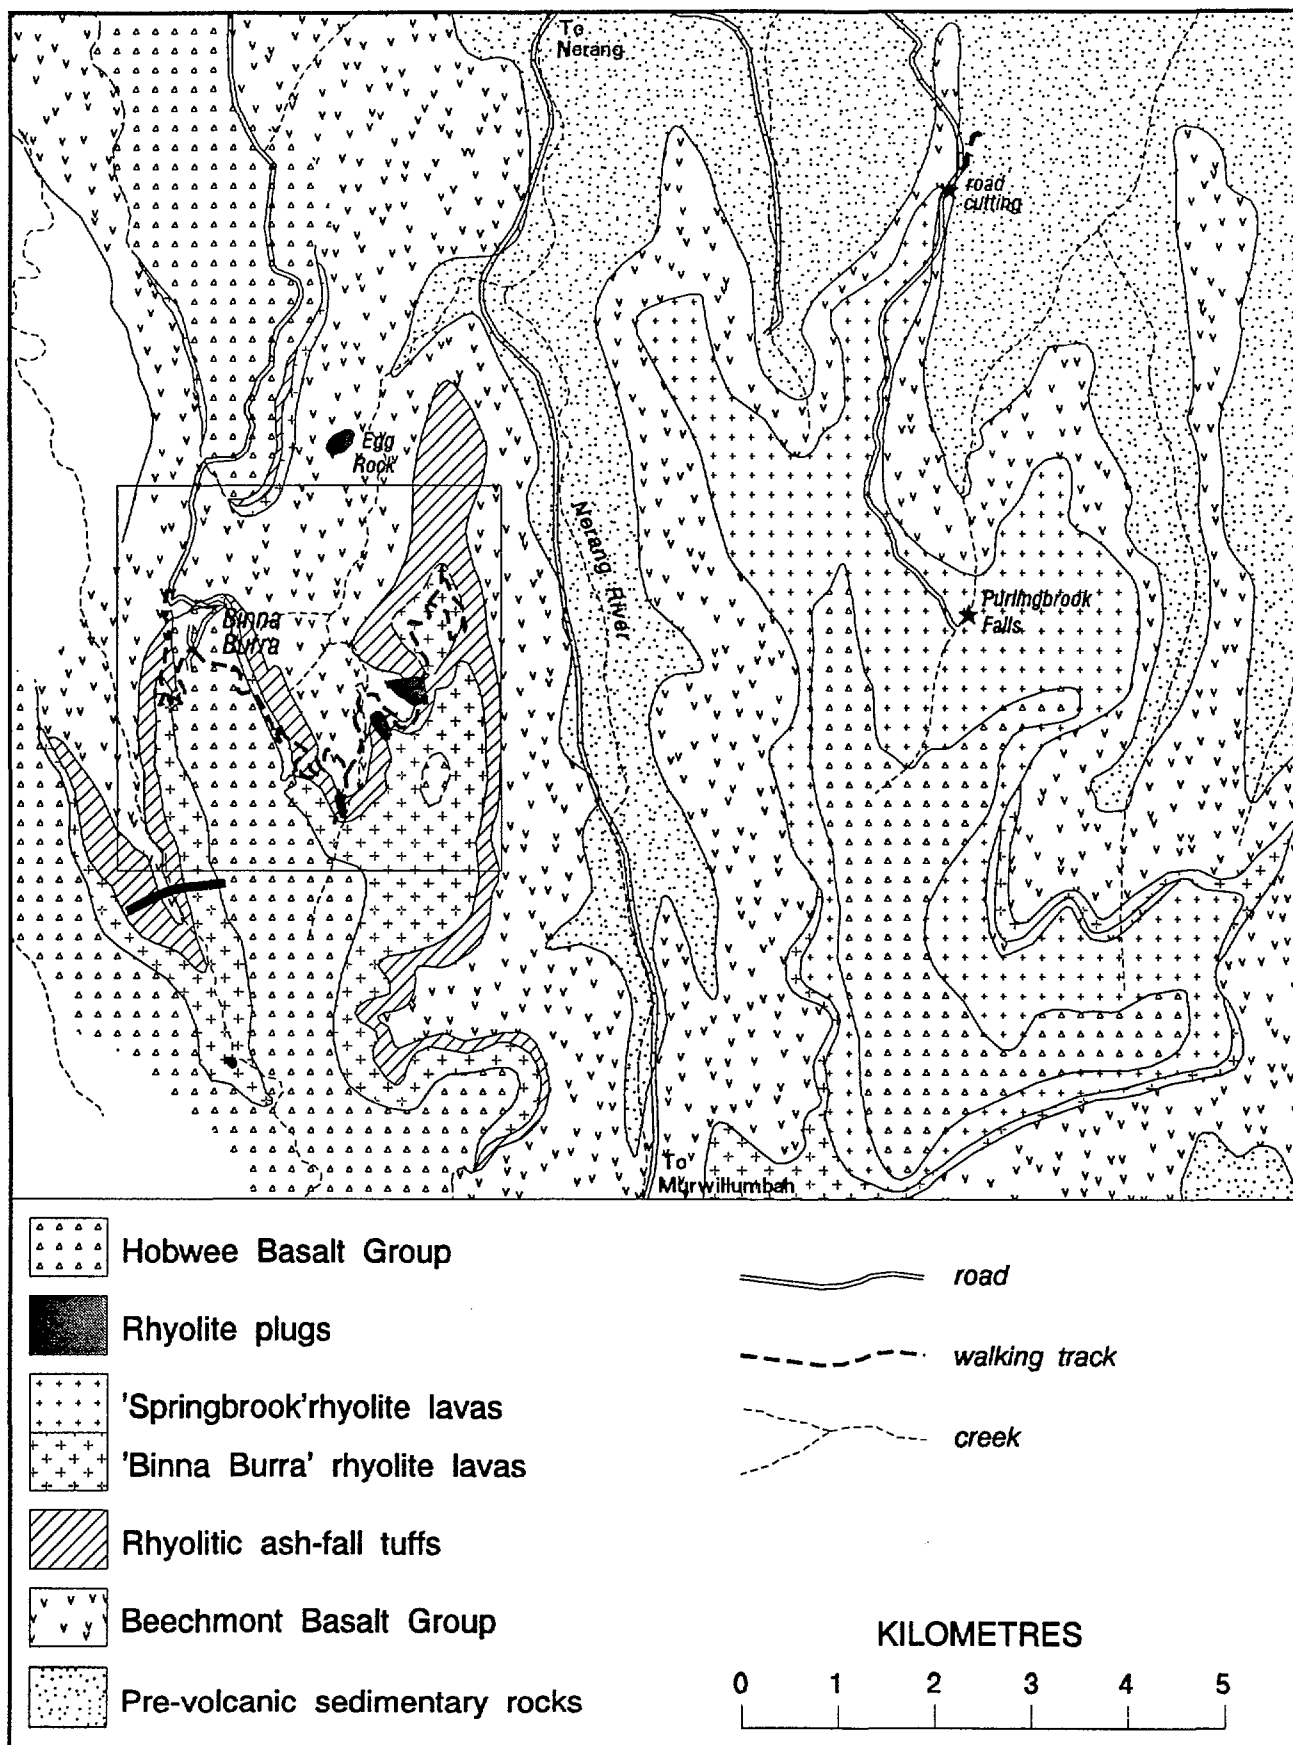 To
Nerang
road
cutting
Egg
Rock
Nerang River
Binna
Burra
Purlingbrook
Falls
To
Murwillumbah
Hobwee Basalt Group
Rhyolite plugs
'Springbrook'rhyolite lavas
'Binna Burra' rhyolite lavas
Rhyolitic ash-fall tuffs
Beechmont Basalt Group
Pre-volcanic sedimentary rocks
road
walking track
creek
KILOMETRES
0 1 2 3 4 5